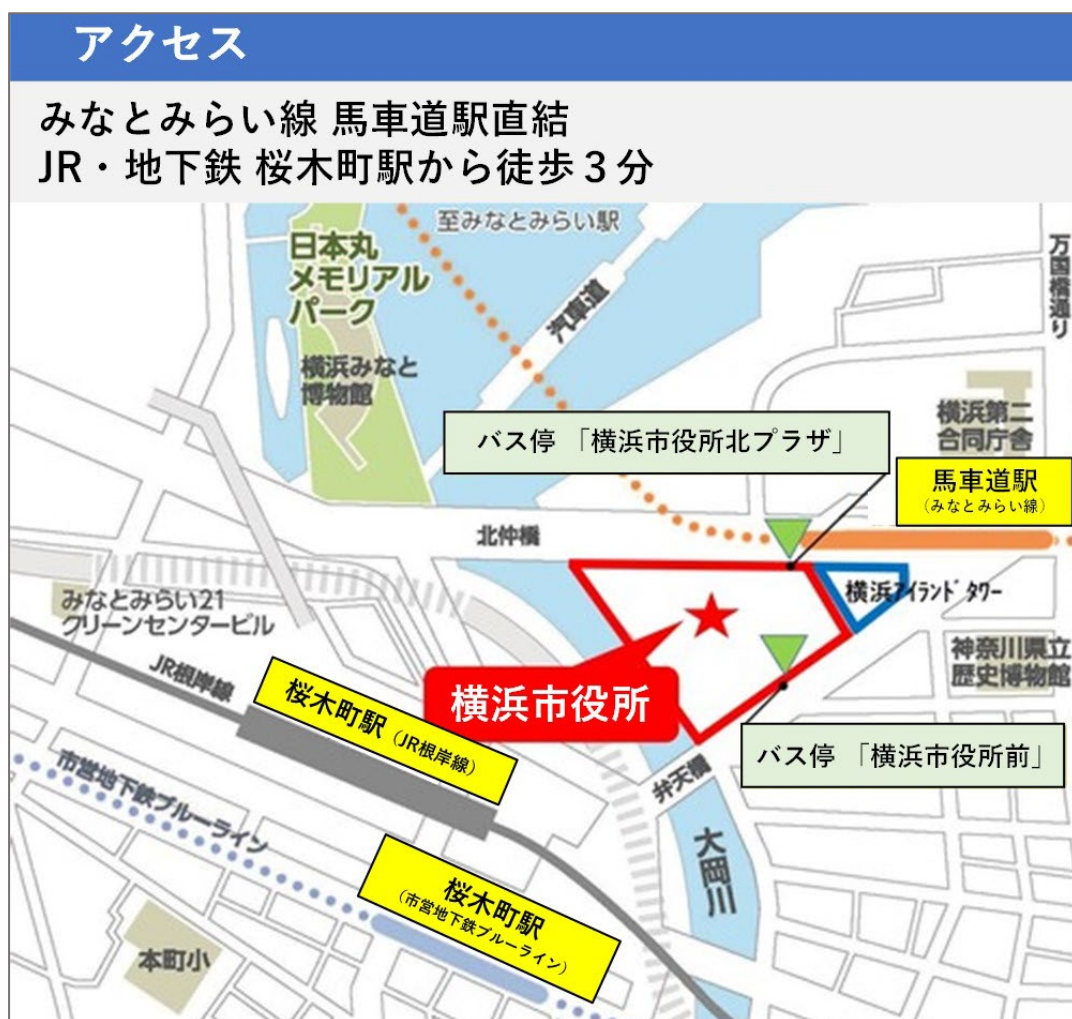 アクセス
みなとみらい線 馬車道駅直結
JR・地下鉄 桜木町駅から徒歩３分
至みなとみらい駅
日本丸
メモリアル
パーク
汽車道
万国橋通り
横浜みなと
博物館
横浜第二
合同庁舎
バス停 「横浜市役所北プラザ」
馬車道駅
(みなとみらい線)
北仲橋
横浜アイランドタワー
みなとみらい21
クリーンセンタービル
神奈川県立
歴史博物館
JR根岸線
桜木町駅 (JR根岸線)
横浜市役所
バス停 「横浜市役所前」
弁天橋
市営地下鉄ブルーライン
大岡川
桜木町駅
(市営地下鉄ブルーライン)
本町小